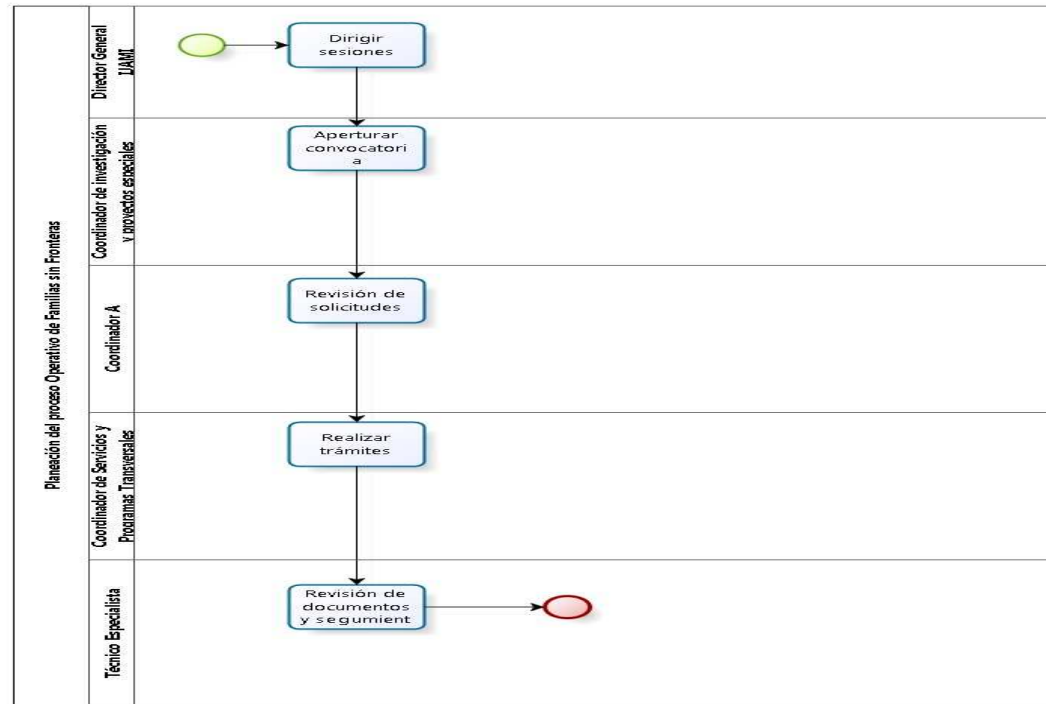 Planeación del proceso Operativo de Familias sin Fronteras
Director General
IJAMI
Dirigir
sesiones
Coordinador de investigación
y proyectos especiales
Aperturar
convocatori
a
Coordinador A
Revisión de
solicitudes
Coordinador de Servicios y
Programas Transversales
Realizar
trámites
Técnico Especialista
Revisión de
documentos
y segumient